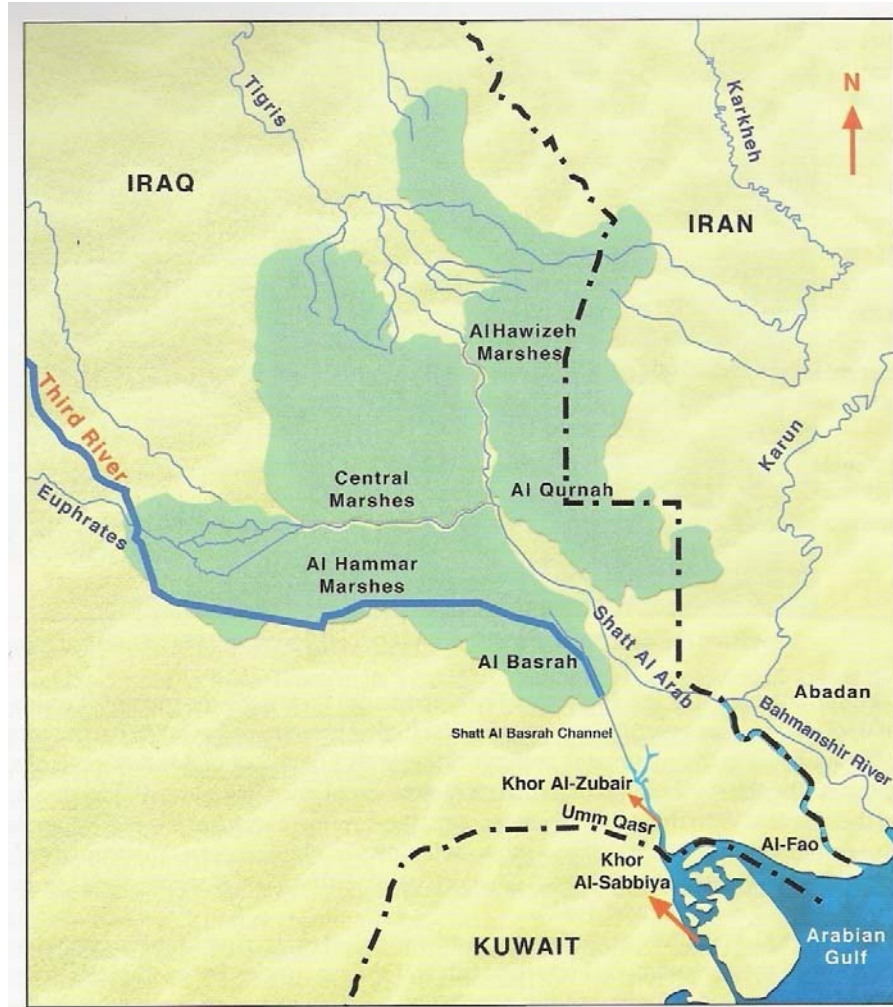 N
Tigris
Karkheh
IRAQ
IRAN
Al Hawizeh
Marshes
Third River
Karun
Central
Marshes
Al Qurnah
Euphrates
Al Hammar
Marshes
Shatt Al Arab
Al Basrah
Abadan
Bahmanshir River
Shatt Al Basrah Channel
Khor Al-Zubair
Umm Qasr
Al-Fao
Khor
Al-Sabbiya
KUWAIT
Arabian
Gulf